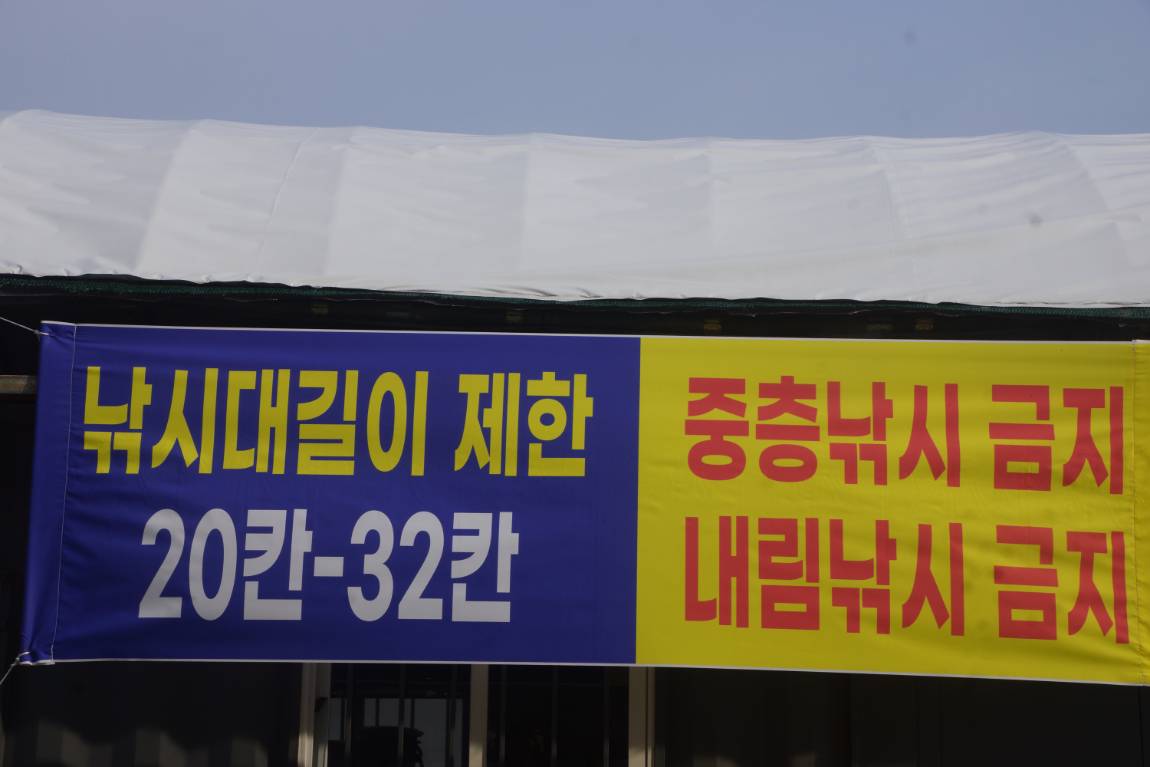 낚시대길이 제한
20칸-32칸
중층낚시 금지
내림낚시 금지